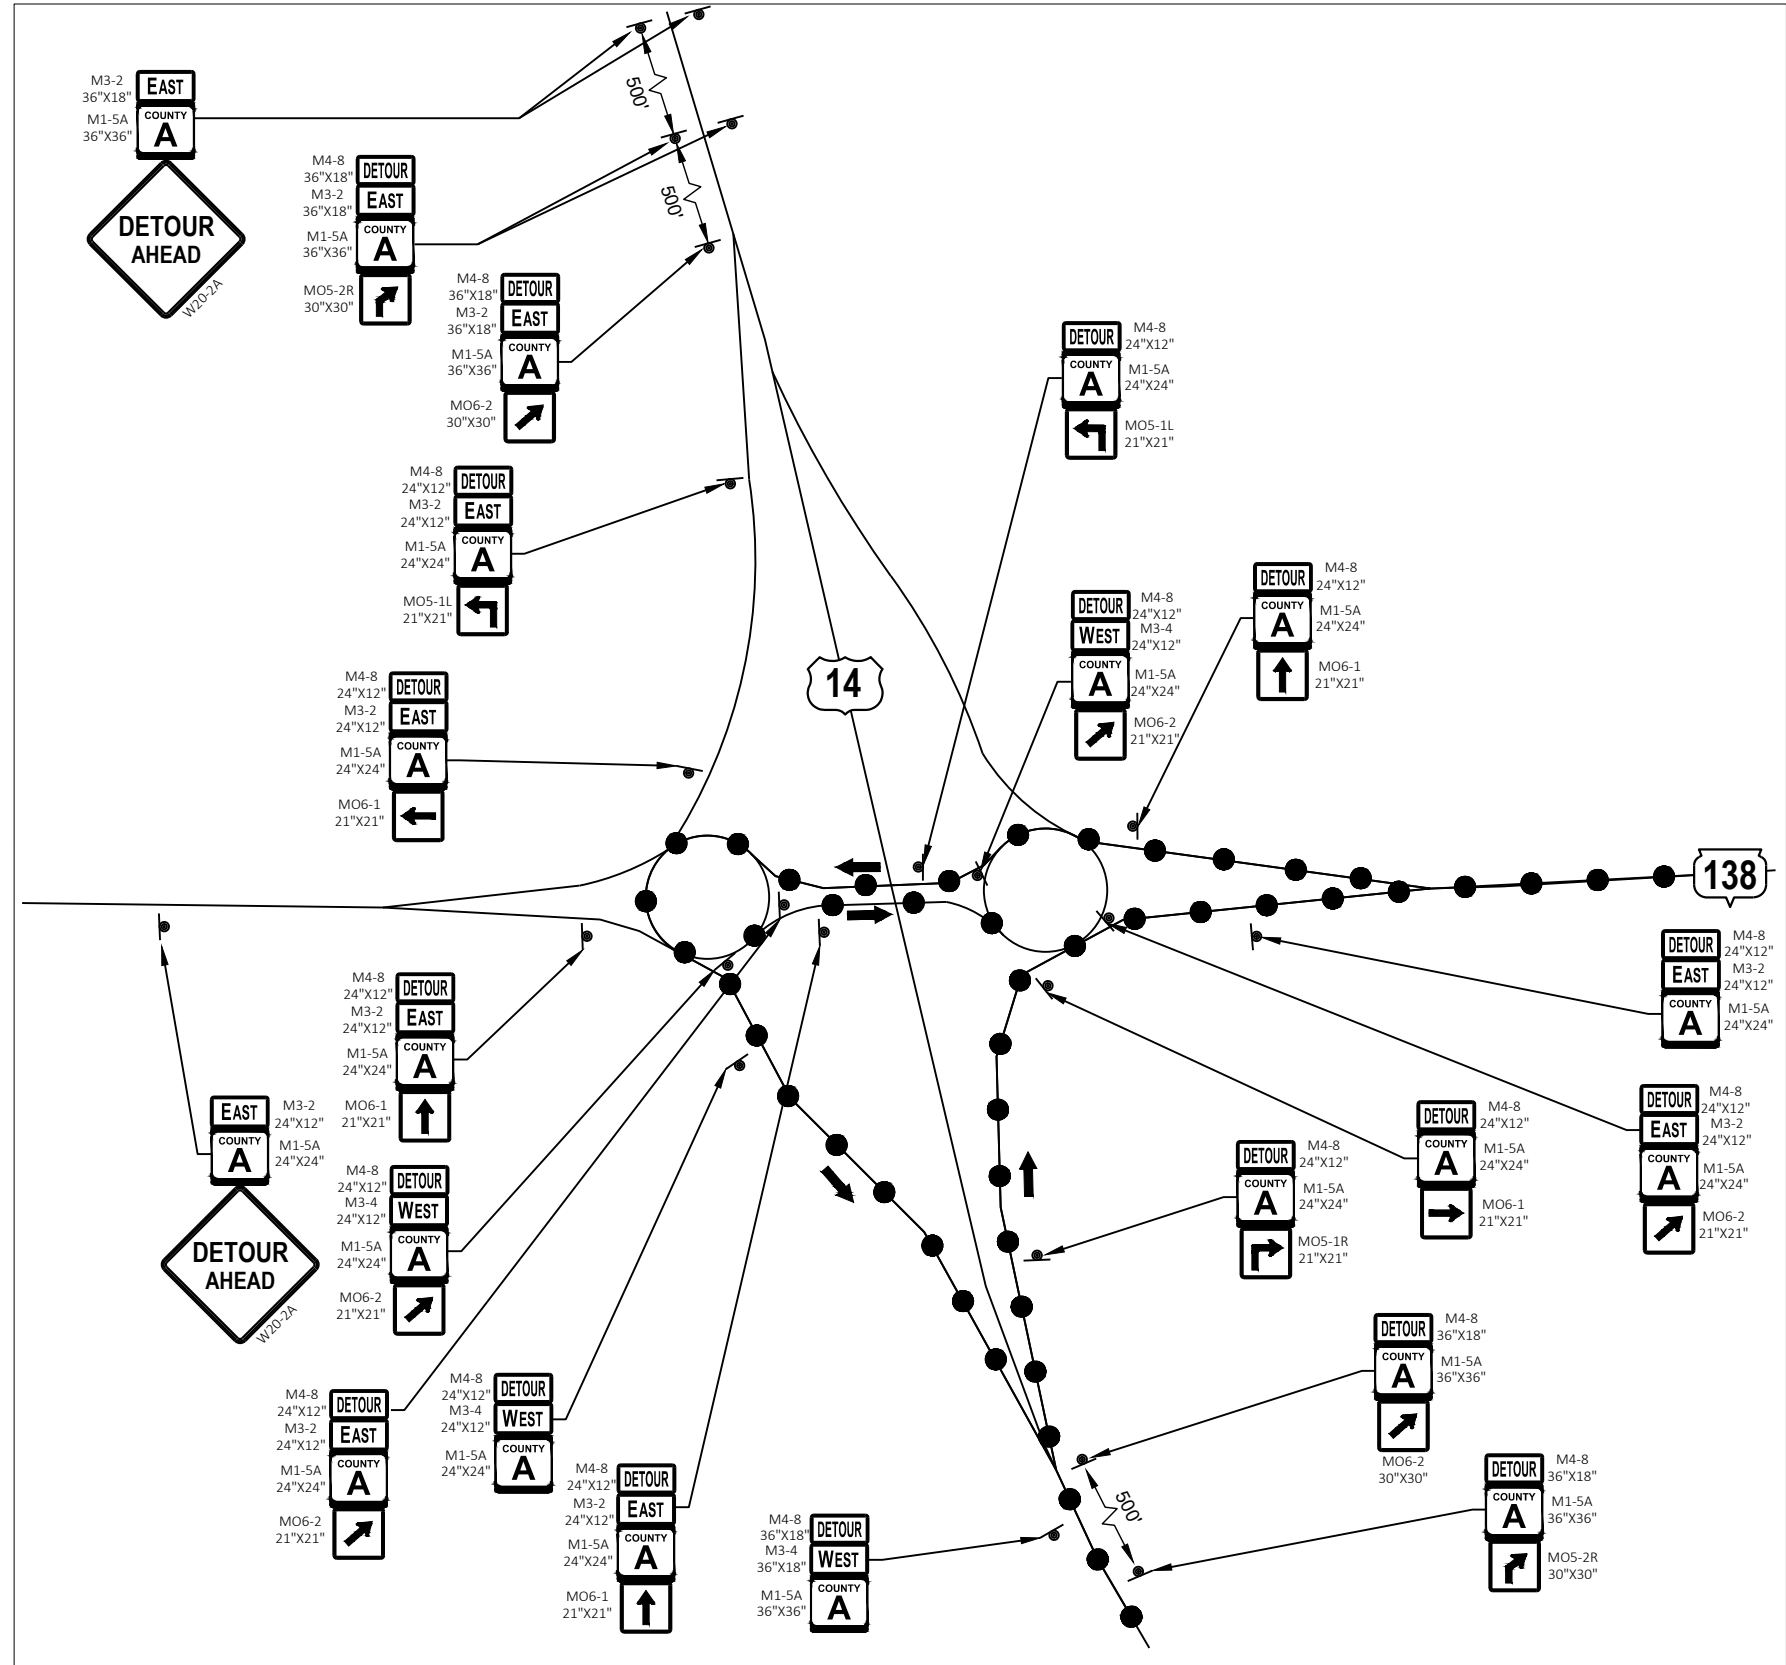 M3-2
36"X18"
EAST
M1-5A
36"X36"
COUNTY
A
DETOUR
AHEAD
W20-2A
M4-8
36"X18"
DETOUR
M3-2
36"X18"
EAST
M1-5A
36"X36"
COUNTY
A
MO5-2R
30"X30"
M4-8
36"X18"
DETOUR
M3-2
36"X18"
EAST
M1-5A
36"X36"
COUNTY
A
MO6-2
30"X30"
500'
500'
M4-8
24"X12"
DETOUR
M3-2
24"X12"
EAST
M1-5A
24"X24"
COUNTY
A
MO5-1L
21"X21"
M4-8
24"X12"
DETOUR
M3-2
24"X12"
EAST
M1-5A
24"X24"
COUNTY
A
MO6-1
21"X21"
14
DETOUR
M4-8
24"X12"
COUNTY
A
M1-5A
24"X24"
MO5-1L
21"X21"
DETOUR
M4-8
24"X12"
WEST
M3-4
24"X12"
COUNTY
A
M1-5A
24"X24"
MO6-2
21"X21"
DETOUR
M4-8
24"X12"
COUNTY
A
M1-5A
24"X24"
MO6-1
21"X21"
138
DETOUR
M4-8
24"X12"
EAST
M3-2
24"X12"
COUNTY
A
M1-5A
24"X24"
M4-8
24"X12"
DETOUR
M3-2
24"X12"
EAST
M1-5A
24"X24"
COUNTY
A
MO6-1
21"X21"
EAST
M3-2
24"X12"
COUNTY
A
M1-5A
24"X24"
DETOUR
AHEAD
W20-2A
M4-8
24"X12"
DETOUR
M3-4
24"X12"
WEST
M1-5A
24"X24"
COUNTY
A
MO6-2
21"X21"
M4-8
24"X12"
DETOUR
M3-2
24"X12"
EAST
M1-5A
24"X24"
COUNTY
A
MO6-2
21"X21"
M4-8
24"X12"
DETOUR
M3-4
24"X12"
WEST
M1-5A
24"X24"
COUNTY
A
M4-8
24"X12"
DETOUR
M3-2
24"X12"
EAST
M1-5A
24"X24"
COUNTY
A
MO6-1
21"X21"
M4-8
36"X18"
DETOUR
M3-4
36"X18"
WEST
M1-5A
36"X36"
COUNTY
A
DETOUR
M4-8
24"X12"
COUNTY
A
M1-5A
24"X24"
MO5-1R
21"X21"
DETOUR
M4-8
24"X12"
COUNTY
A
M1-5A
24"X24"
MO6-1
21"X21"
DETOUR
M4-8
24"X12"
EAST
M3-2
24"X12"
COUNTY
A
M1-5A
24"X24"
MO6-2
21"X21"
DETOUR
M4-8
36"X18"
COUNTY
A
M1-5A
36"X36"
MO6-2
30"X30"
DETOUR
M4-8
36"X18"
COUNTY
A
M1-5A
36"X36"
MO5-2R
30"X30"
500'